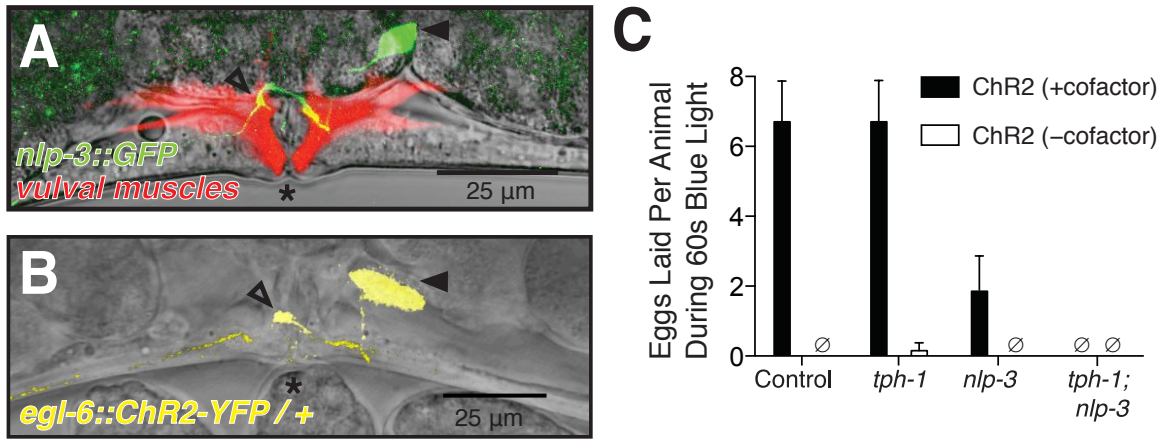 A
nlp-3::GFP
vulval muscles
*
25 µm
B
*
egl-6::ChR2-YFP / +
25 µm
C
Eggs Laid Per Animal
During 60s Blue Light
8
6
4
2
0
ChR2 (+cofactor)
ChR2 (−cofactor)
∅
∅
∅ ∅
Control
tph-1
nlp-3
tph-1;
nlp-3